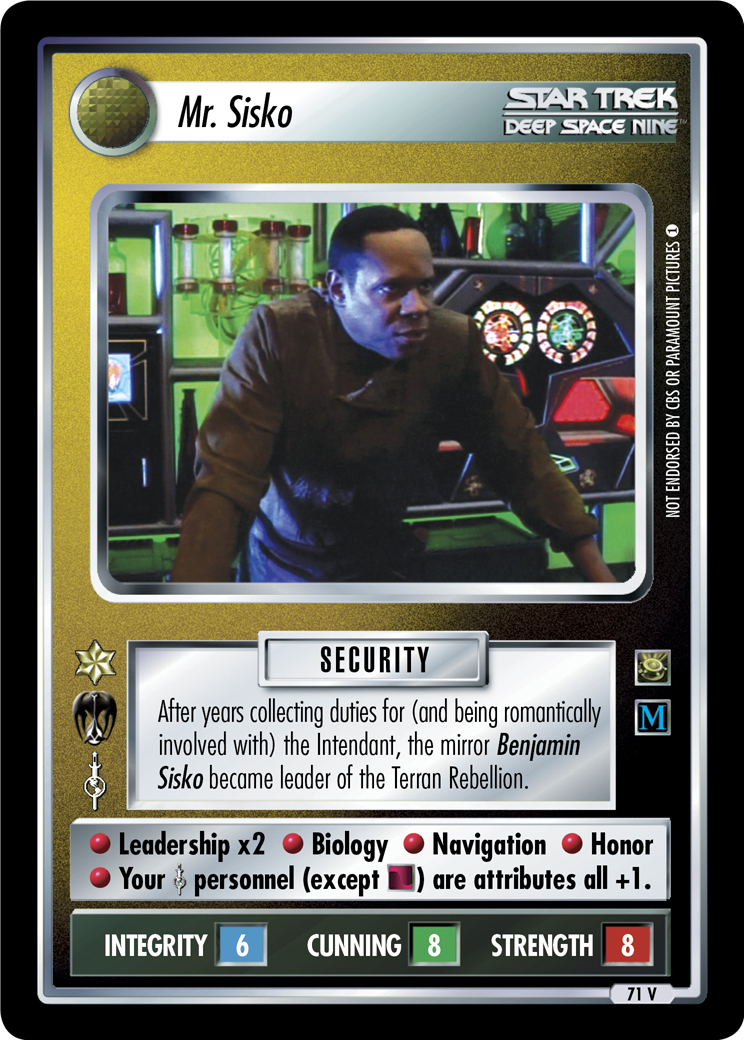 Mr. Sisko
STAR TREK
DEEP SPACE NINE™
NOT ENDORSED BY CBS OR PARAMOUNT PICTURES 1
SECURITY
After years collecting duties for (and being romantically
involved with) the Intendant, the mirror Benjamin
Sisko became leader of the Terran Rebellion.
M
Leadership x2 Biology Navigation Honor
Your personnel (except ) are attributes all +1.
INTEGRITY 6 CUNNING 8 STRENGTH 8
71 V